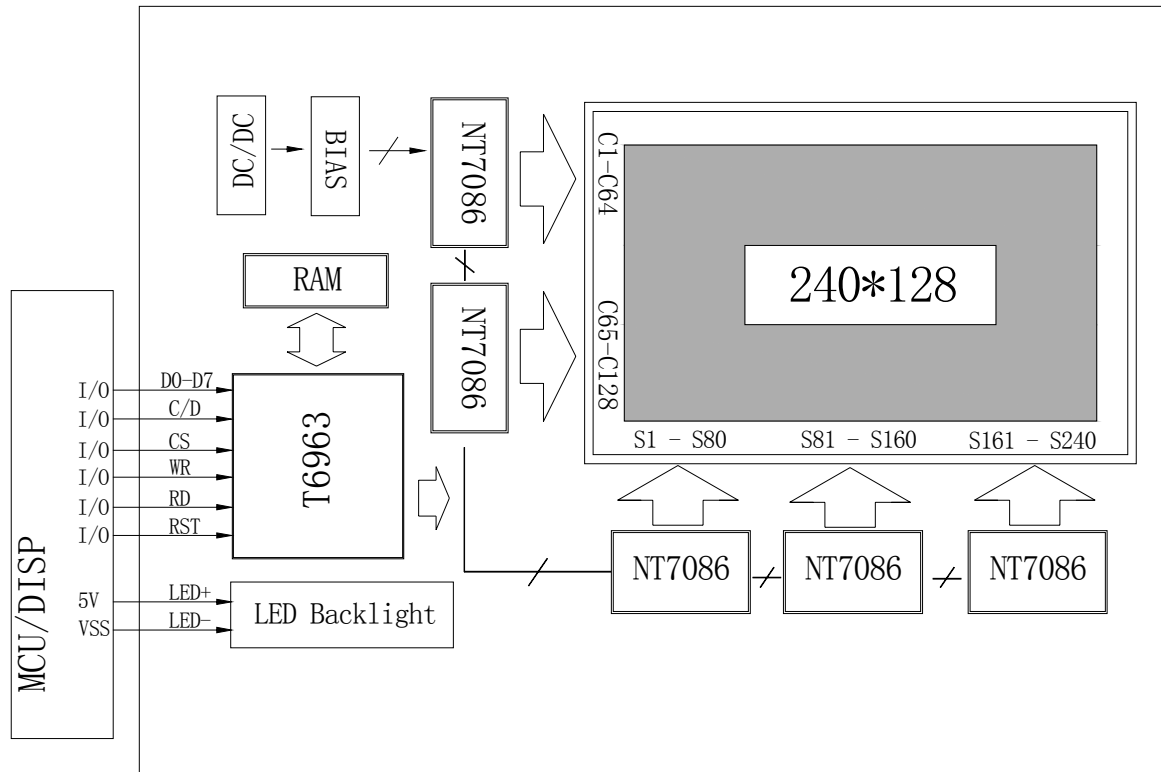 DC/DC
BIAS
NT7086
C1-C64
RAM
240*128
NT7086
C65-C128
MCU/DISP
I/O
DO-D7
I/O
C/D
I/O
CS
I/O
WR
I/O
RD
I/O
RST
T6963
S1 - S80
S81 - S160
S161 - S240
NT7086
NT7086
NT7086
5V
LED+
VSS
LED-
LED Backlight